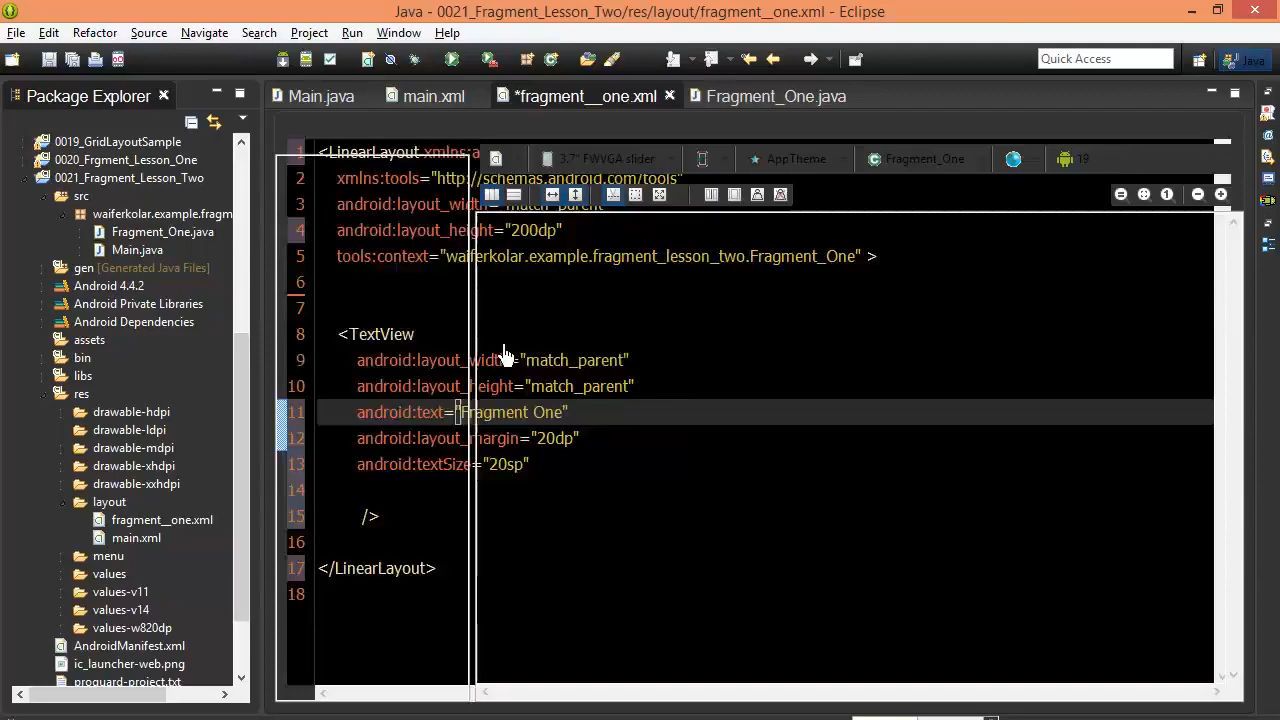 Java - 0021_Fragment_Lesson_Two/res/layout/fragment__one.xml - Eclipse
File Edit Refactor Source Navigate Search Project Run Window Help
Quick Access
Java
Package Explorer
Main.java
main.xml
*fragment__one.xml
Fragment_One.java
0019_GridLayoutSample
0020_Frgment_Lesson_One
0021_Fragment_Lesson_Two
src
waiferkolar.example.fragm
Fragment_One.java
Main.java
gen [Generated Java Files]
Android 4.4.2
Android Private Libraries
Android Dependencies
assets
bin
libs
res
drawable-hdpi
drawable-ldpi
drawable-mdpi
drawable-xhdpi
drawable-xxhdpi
layout
fragment__one.xml
main.xml
menu
values
values-v11
values-v14
values-w820dp
AndroidManifest.xml
ic_launcher-web.png
proguard-project.txt
3.7" FWVGA slider
AppTheme
Fragment_One
19
1 <LinearLayout xmlns:a
2 xmlns:tools="http://schemas.android.com/tools"
3 android:layout_width="match_parent"
4 android:layout_height="200dp"
5 tools:context="waiferkolar.example.fragment_lesson_two.Fragment_One" >
6
7
8 <TextView
9 android:layout_width="match_parent"
10 android:layout_height="match_parent"
11 android:text="Fragment One"
12 android:layout_margin="20dp"
13 android:textSize="20sp"
14
15 />
16
17 </LinearLayout>
18